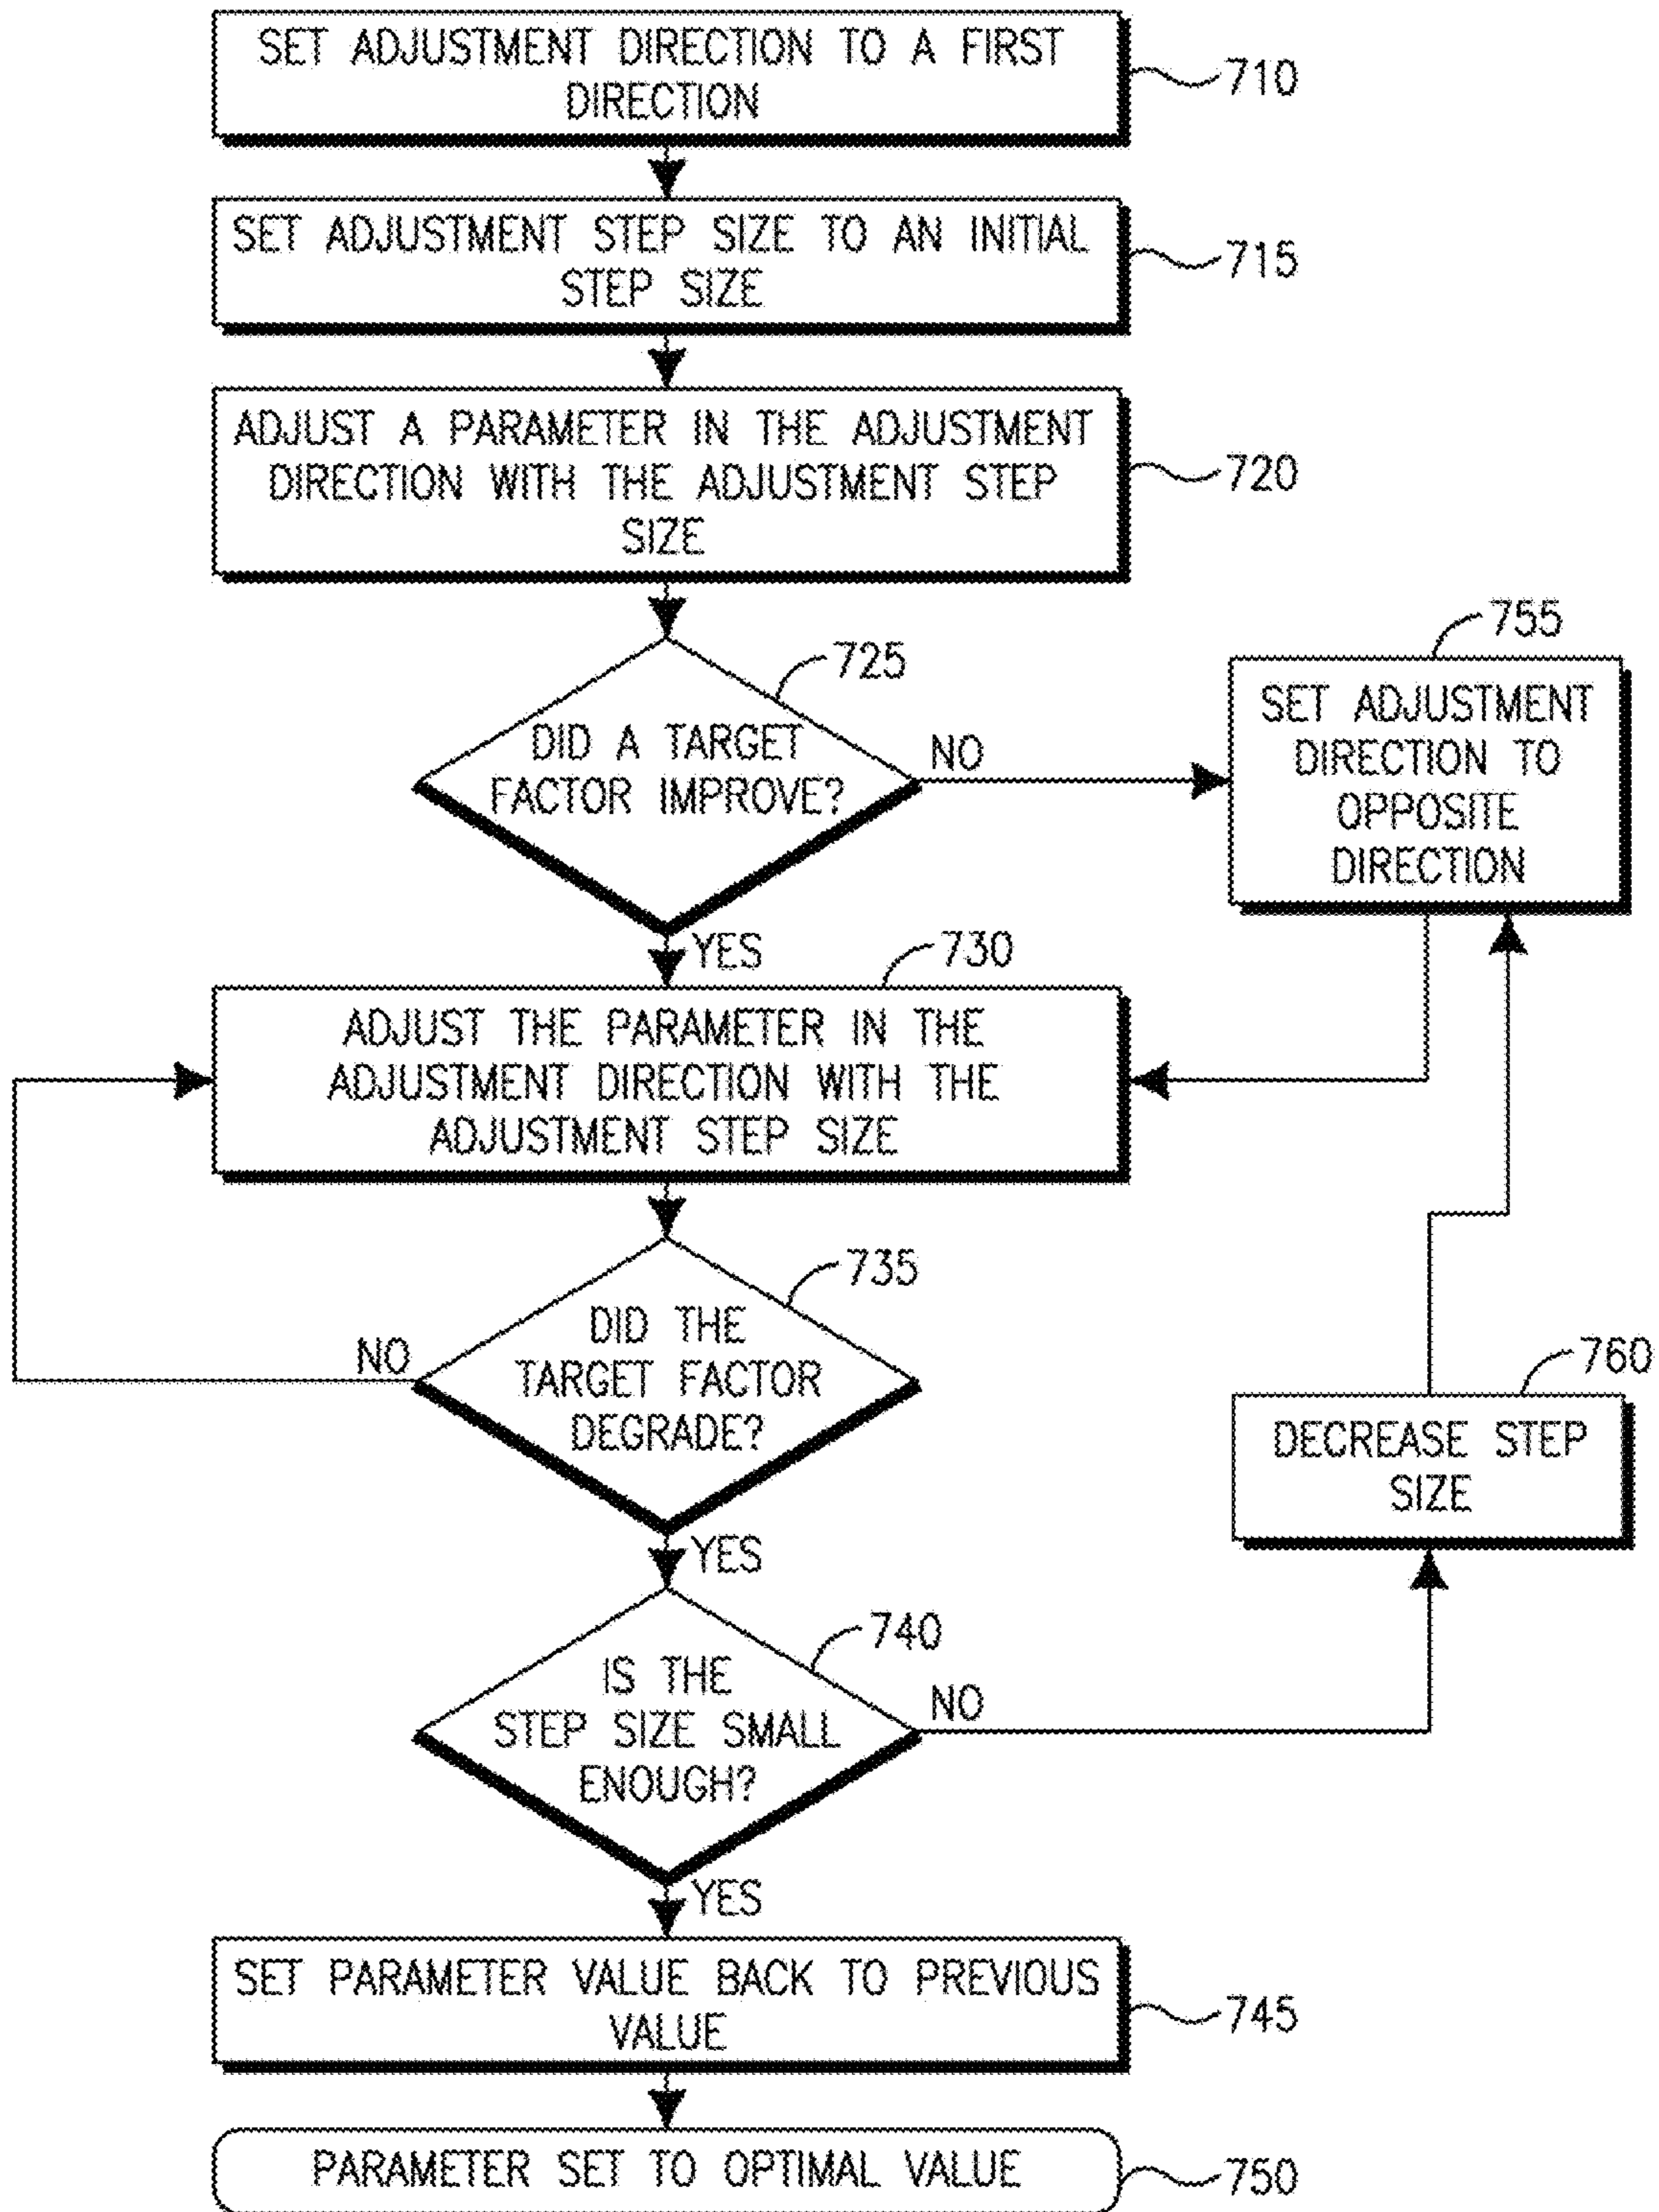 SET ADJUSTMENT DIRECTION TO A FIRST
DIRECTION
710
SET ADJUSTMENT STEP SIZE TO AN INITIAL
STEP SIZE
715
ADJUST A PARAMETER IN THE ADJUSTMENT
DIRECTION WITH THE ADJUSTMENT STEP
SIZE
720
725
DID A TARGET
FACTOR IMPROVE?
NO
YES
755
SET ADJUSTMENT
DIRECTION TO
OPPOSITE
DIRECTION
730
ADJUST THE PARAMETER IN THE
ADJUSTMENT DIRECTION WITH THE
ADJUSTMENT STEP SIZE
735
DID THE
TARGET FACTOR
DEGRADE?
NO
YES
760
DECREASE STEP
SIZE
740
IS THE
STEP SIZE SMALL
ENOUGH?
NO
YES
SET PARAMETER VALUE BACK TO PREVIOUS
VALUE
745
PARAMETER SET TO OPTIMAL VALUE
750